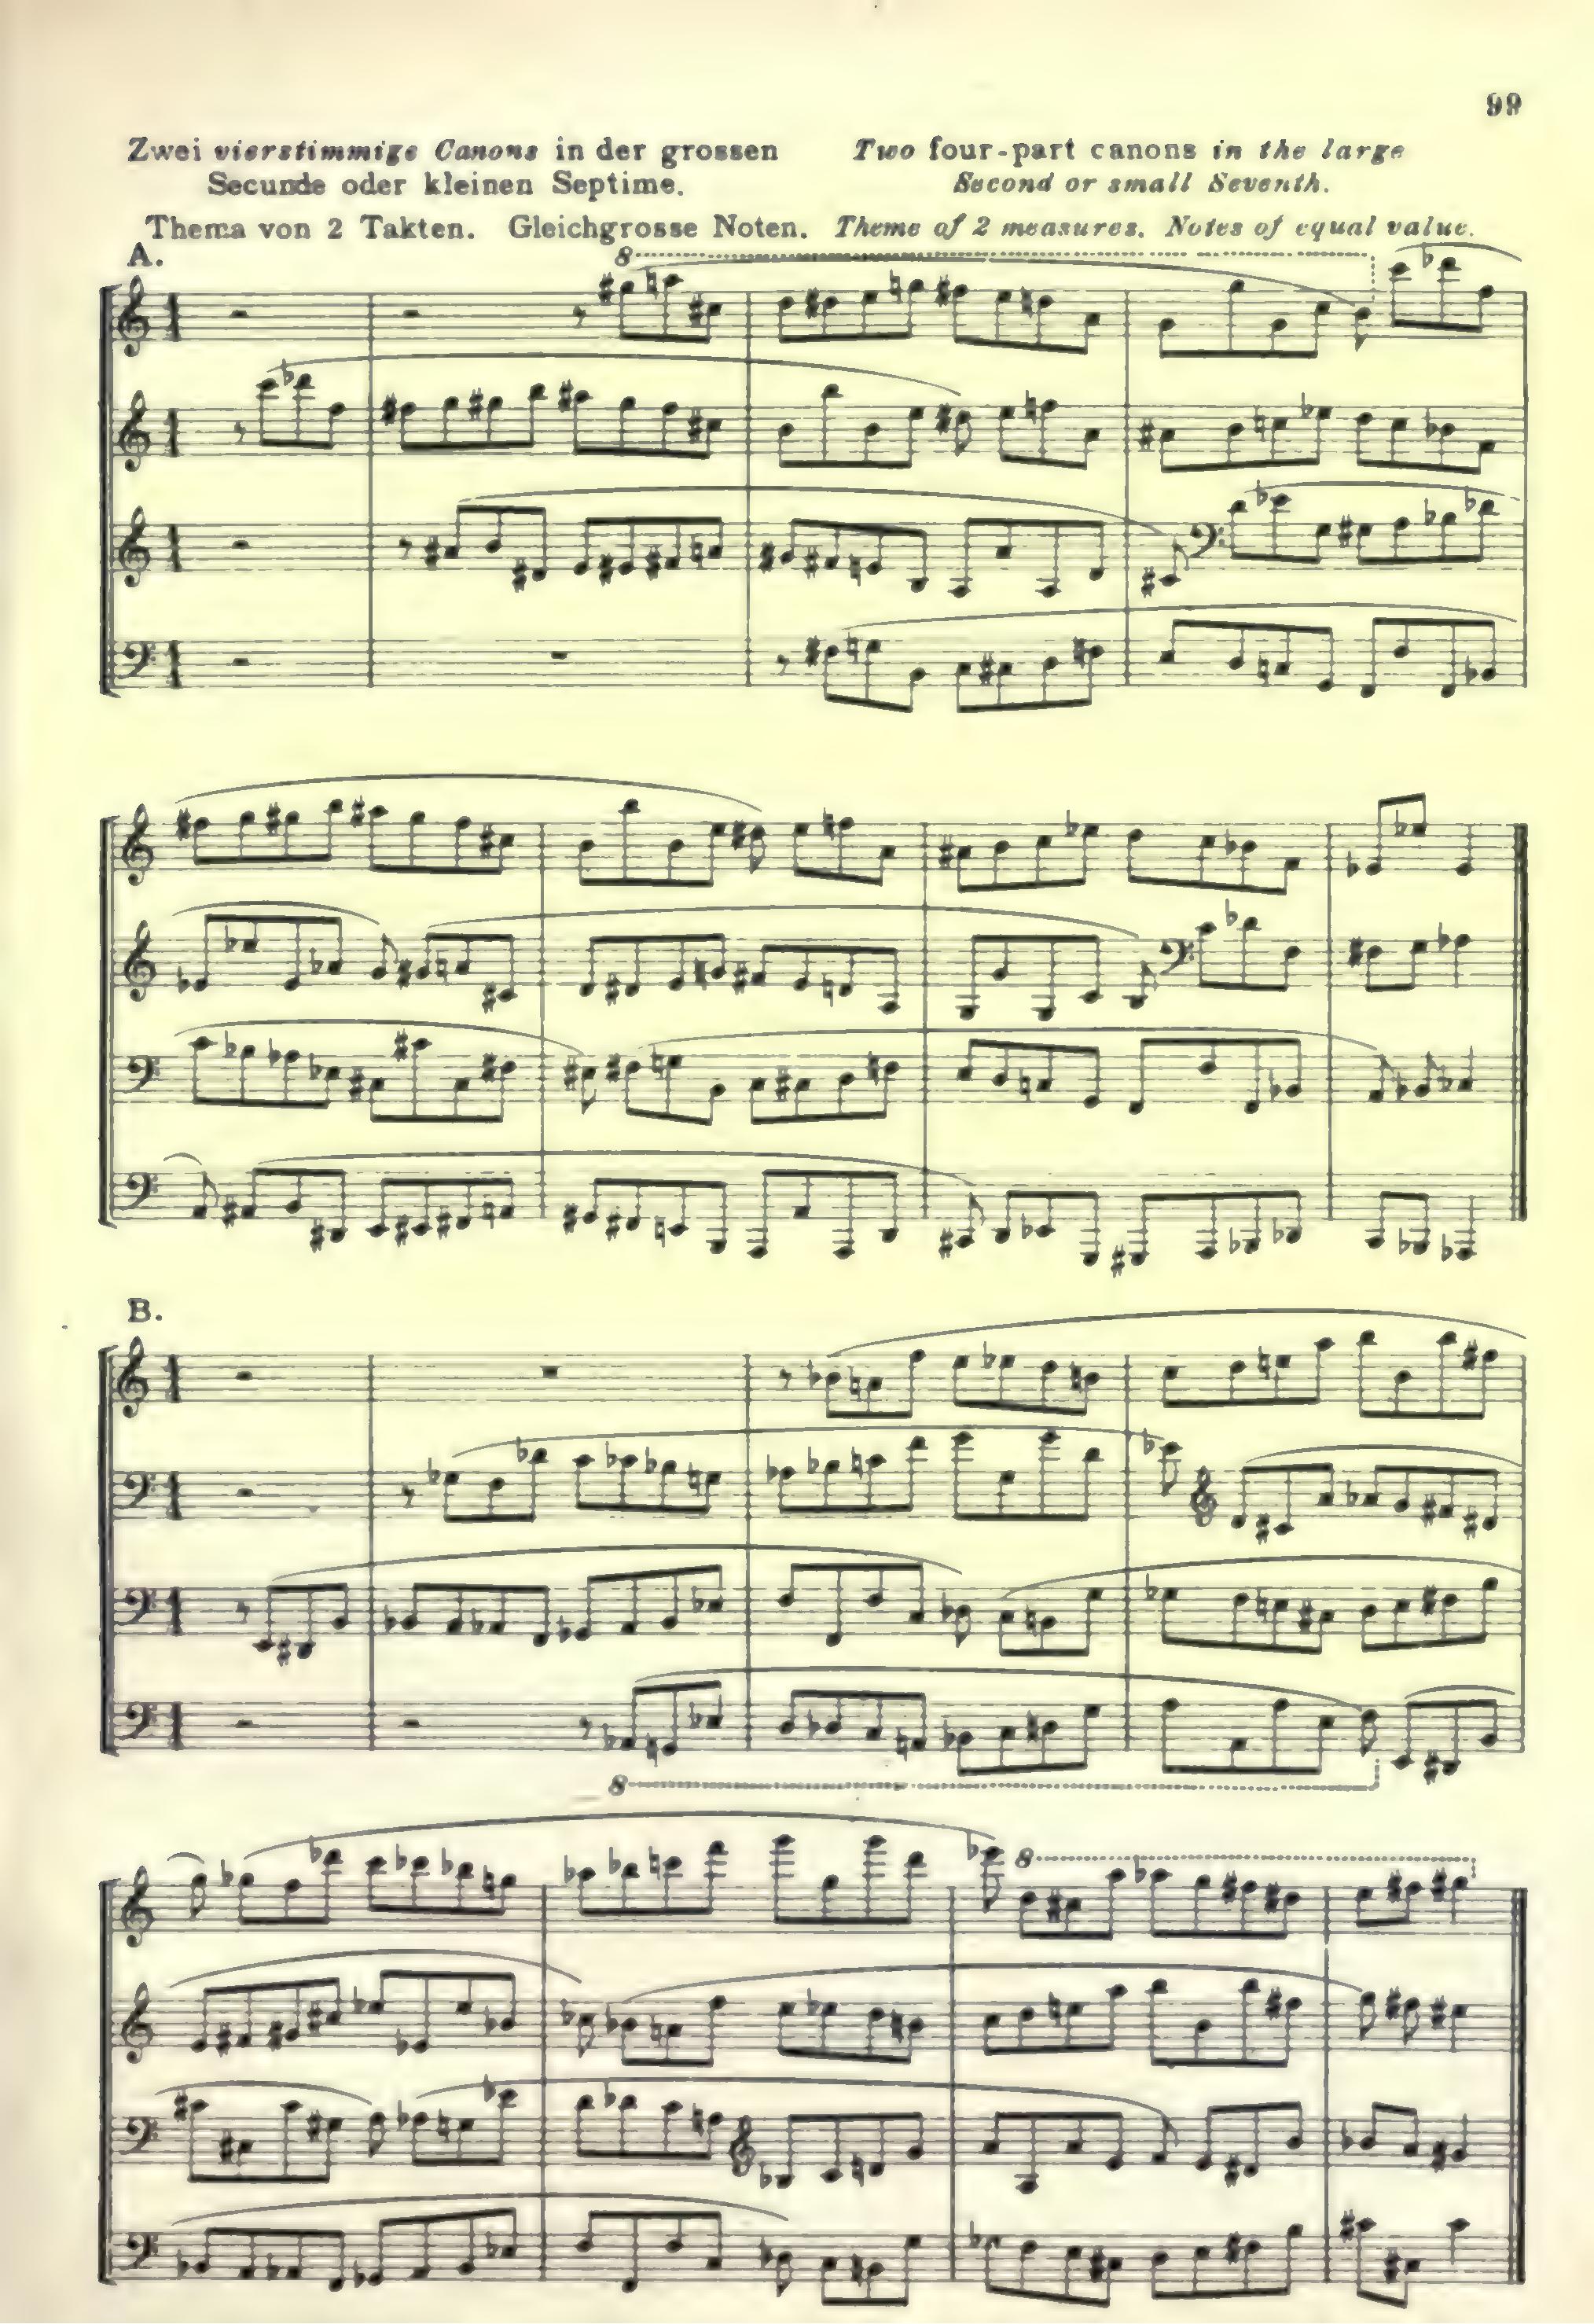 99
Zwei vierstimmige Canons in der grossen
Secunde oder kleinen Septime.
Two four-part canons in the large
Second or small Seventh.
Thema von 2 Takten. Gleichgrosse Noten. Theme of 2 measures. Notes of equal value.
A.
8
B.
8
8